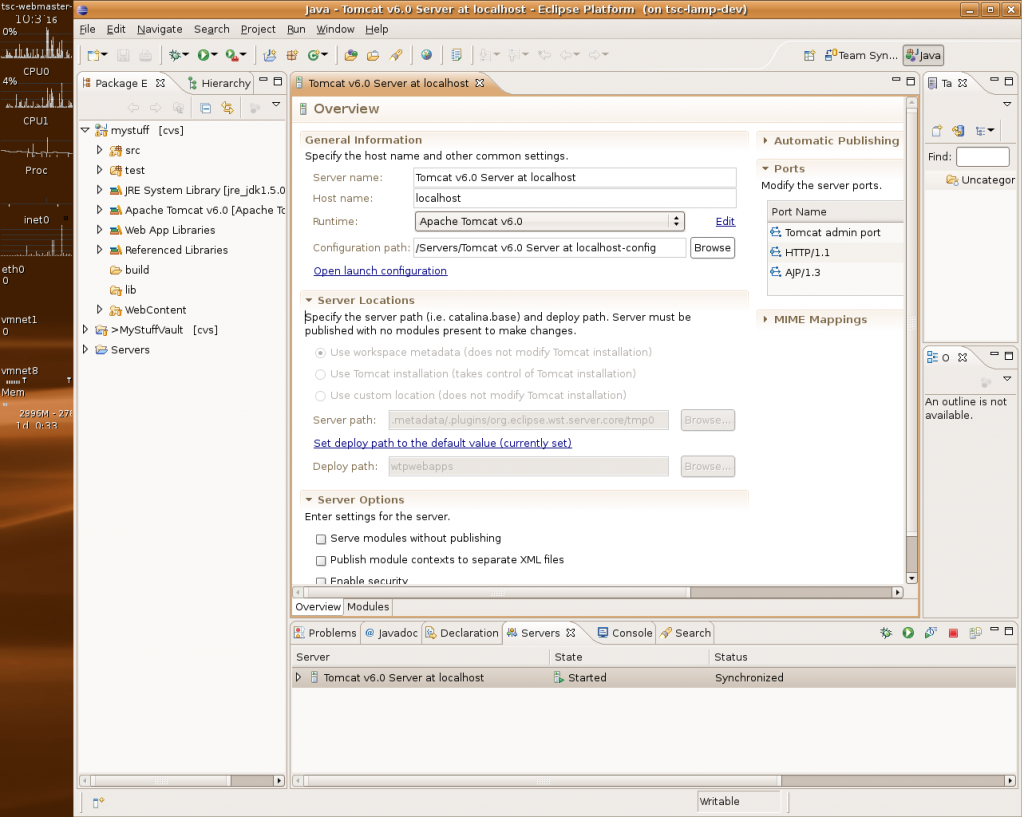 tsc-webmaster-
Java - Tomcat v6.0 Server at localhost - Eclipse Platform (on tsc-lamp-dev)
0%
CPU0
4%
CPU1
Proc
inet0
eth0
0
vmnet1
0
vmnet8
Mem
2996M - 278
1d 0:33
File Edit Navigate Search Project Run Window Help
Team Syn... Java
Package E Hierarchy
mystuff [cvs]
src
test
JRE System Library [jre_jdk1.5.0
Apache Tomcat v6.0 [Apache To
Web App Libraries
Referenced Libraries
build
lib
WebContent
>MyStuffVault [cvs]
Servers
Tomcat v6.0 Server at localhost
Overview
General Information
Specify the host name and other common settings.
Server name: Tomcat v6.0 Server at localhost
Host name: localhost
Runtime: Apache Tomcat v6.0 Edit
Configuration path: /Servers/Tomcat v6.0 Server at localhost-config Browse
Open launch configuration
Server Locations
Specify the server path (i.e. catalina.base) and deploy path. Server must be
published with no modules present to make changes.
Use workspace metadata (does not modify Tomcat installation)
Use Tomcat installation (takes control of Tomcat installation)
Use custom location (does not modify Tomcat installation)
Server path: .metadata/.plugins/org.eclipse.wst.server.core/tmp0 Browse...
Set deploy path to the default value (currently set)
Deploy path: wtpwebapps Browse...
Server Options
Enter settings for the server.
Serve modules without publishing
Publish module contexts to separate XML files
Enable security
Automatic Publishing
Ports
Modify the server ports.
Port Name
Tomcat admin port
HTTP/1.1
AJP/1.3
MIME Mappings
Overview Modules
Ta
Find:
Uncategor
O
An outline is not
available.
Problems Javadoc Declaration Servers Console Search
Server State Status
Tomcat v6.0 Server at localhost Started Synchronized
Writable